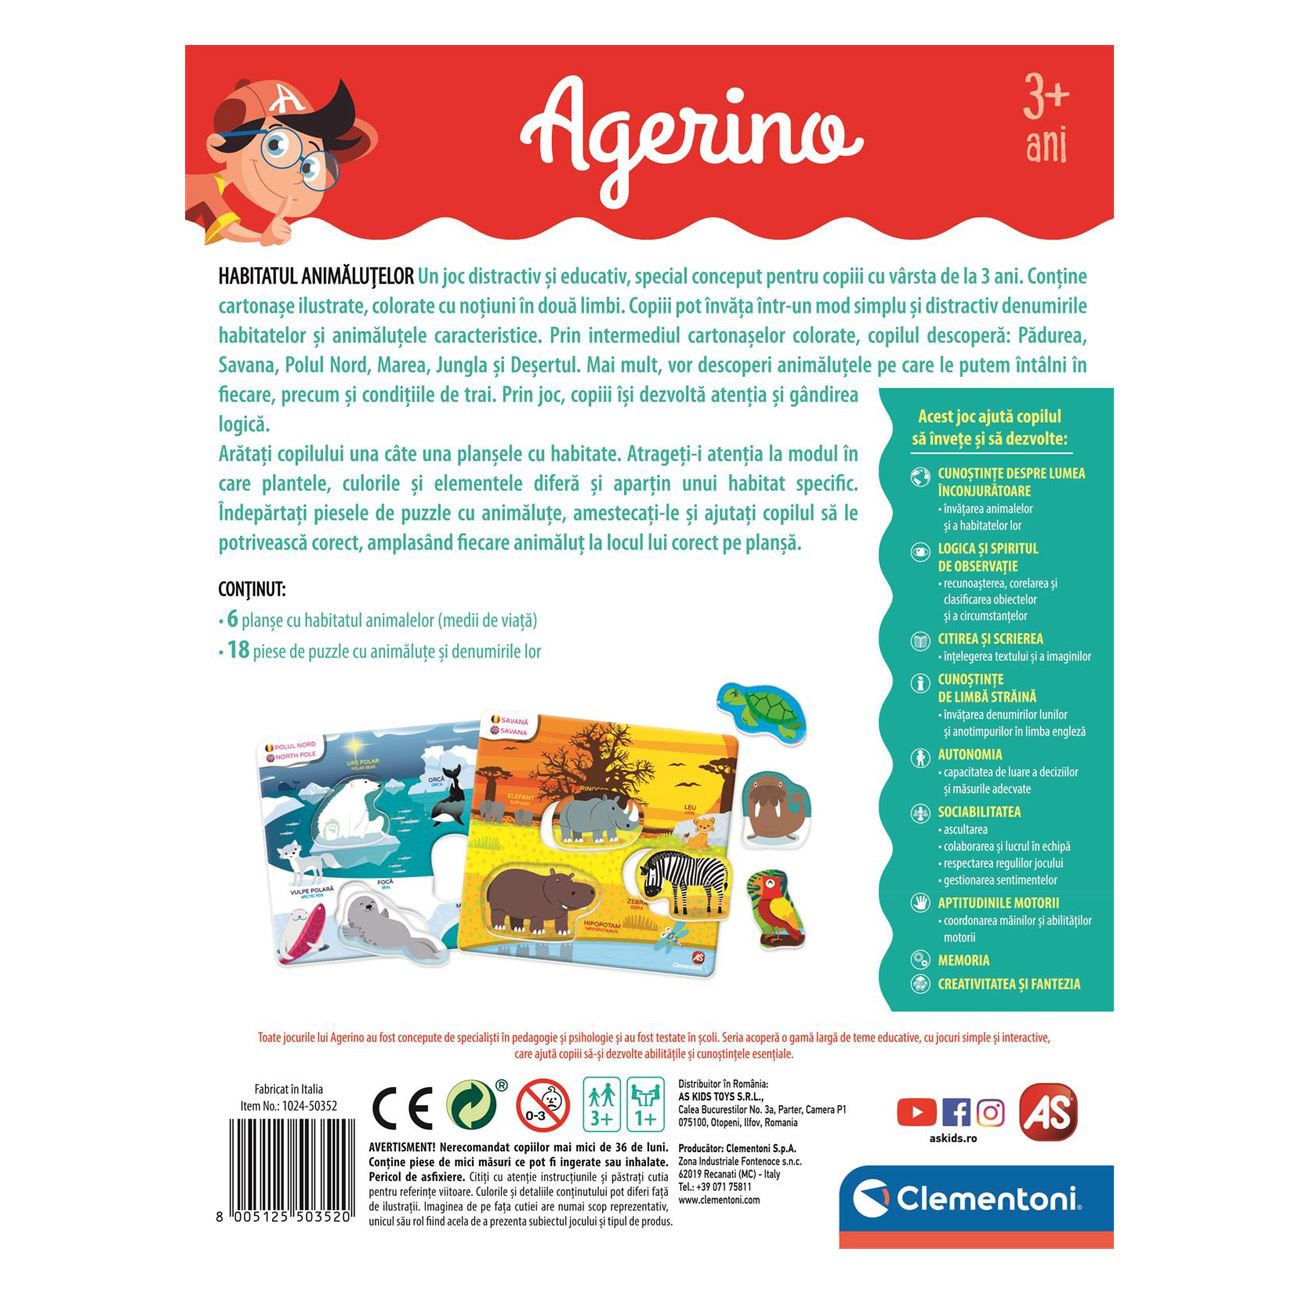 Agerino
3+
ani
HABITATUL ANIMĂLUȚELOR Un joc distractiv și educativ, special conceput pentru copiii cu vârsta de la 3 ani. Conține
cartonașe ilustrate, colorate cu noțiuni în două limbi. Copiii pot învăța într-un mod simplu și distractiv denumirile
habitatelor și animăluțele caracteristice. Prin intermediul cartonașelor colorate, copilul descoperă: Pădurea,
Savana, Polul Nord, Marea, Jungla și Deșertul. Mai mult, vor descoperi animăluțele pe care le putem întâlni în
fiecare, precum și condițiile de trai. Prin joc, copiii își dezvoltă atenția și gândirea
logică.
Arătați copilului una câte una planșele cu habitate. Atrageți-i atenția la modul în
care plantele, culorile și elementele diferă și aparțin unui habitat specific.
Îndepărtați piesele de puzzle cu animăluțe, amestecați-le și ajutați copilul să le
potrivească corect, amplasând fiecare animăluț la locul lui corect pe planșă.
CONȚINUT:
• 6 planșe cu habitatul animalelor (medii de viață)
• 18 piese de puzzle cu animăluțe și denumirile lor
Acest joc ajută copilul
să învețe și să dezvolte:
CUNOȘTINȚE DESPRE LUMEA
ÎNCONJURĂTOARE
• învățarea animalelor
și a habitatelor lor
LOGICA ȘI SPIRITUL
DE OBSERVAȚIE
• recunoașterea, corelarea și
clasificarea obiectelor
și a circumstanțelor
CITIREA ȘI SCRIEREA
• înțelegerea textului și a imaginilor
CUNOȘTINȚE
DE LIMBĂ STRĂINĂ
• învățarea denumirilor lunilor
și anotimpurilor în limba engleză
AUTONOMIA
• capacitatea de luare a deciziilor
și măsurile adecvate
SOCIABILITATEA
• ascultarea
• colaborarea și lucrul în echipă
• respectarea regulilor jocului
• gestionarea sentimentelor
APTITUDINILE MOTORII
• coordonarea mâinilor și abilităților
motorii
MEMORIA
CREATIVITATEA ȘI FANTEZIA
POLUL NORD
NORTH POLE
URS POLAR
POLAR BEAR
ORCĂ
ORCA
VULPE POLARĂ
ARCTIC FOX
FOCĂ
SEAL
SAVANĂ
SAVANA
ELEFANT
ELEPHANT
LEU
LION
ZEBRĂ
ZEBRA
HIPOPOTAM
HIPPOPOTAMUS
Clementoni
AS
Toate jocurile lui Agerino au fost concepute de specialiști în pedagogie și psihologie și au fost testate în școli. Seria acoperă o gamă largă de teme educative, cu jocuri simple și interactive,
care ajută copiii să-și dezvolte abilitățile și cunoștințele esențiale.
Fabricat în Italia
Item No.: 1024-50352
8 005125 503520
CE
®
0-3
3+
1+
AVERTISMENT! Nerecomandat copiilor mai mici de 36 de luni.
Conține piese de mici măsuri ce pot fi ingerate sau inhalate.
Pericol de asfixiere. Citiți cu atenție instrucțiunile și păstrați cutia
pentru referințe viitoare. Culorile și detaliile conținutului pot diferi față
de ilustrații. Imaginea de pe fața cutiei are numai scop reprezentativ,
unicul său rol fiind acela de a prezenta subiectul jocului și tipul de produs.
Distribuitor în România:
AS KIDS TOYS S.R.L.,
Calea Bucurestilor No. 3a, Parter, Camera P1
075100, Otopeni, Ilfov, Romania
Producător: Clementoni S.p.A.
Zona Industriale Fontenoce s.n.c.
62019 Recanati (MC) - Italy
Tel.: +39 071 75811
www.clementoni.com
askids.ro
AS
Clementoni